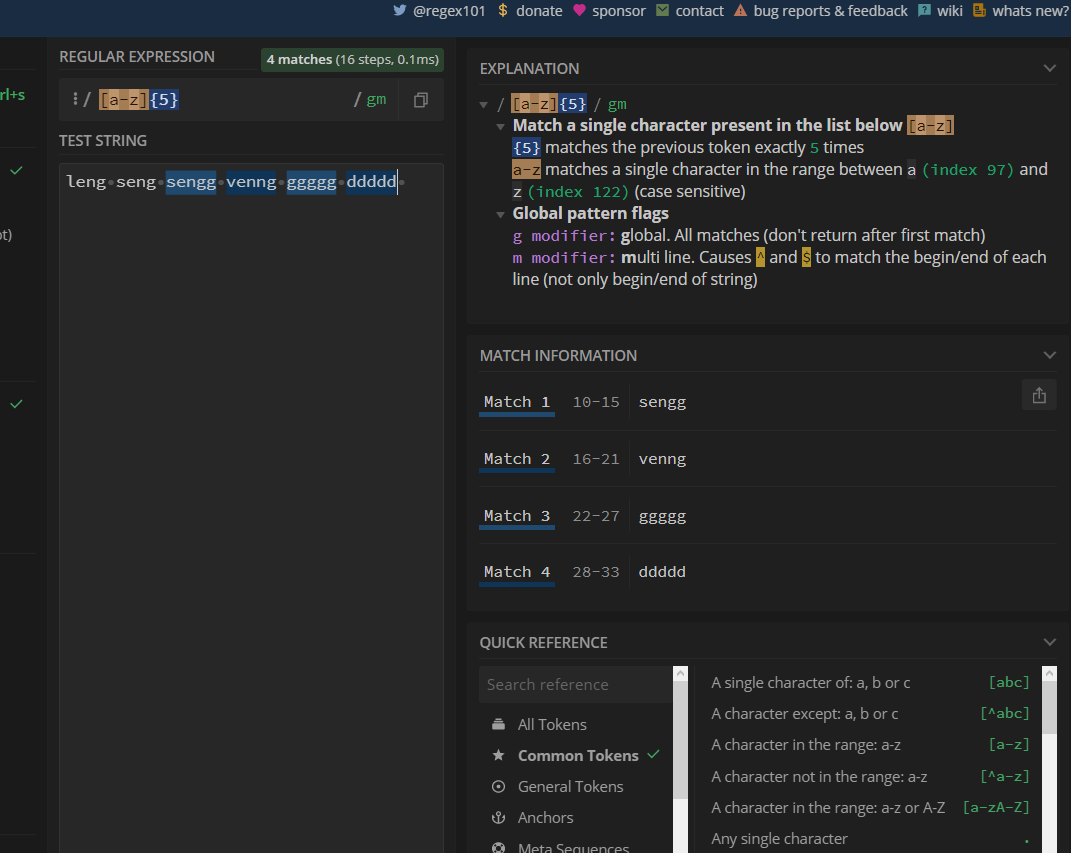 @regex101 $ donate sponsor contact bug reports & feedback wiki whats new?
rl+s
REGULAR EXPRESSION
4 matches (16 steps, 0.1ms)
/ [a-z]{5} / gm
TEST STRING
leng seng sengg venng ggggg ddddd
EXPLANATION
/ [a-z]{5} / gm
Match a single character present in the list below [a-z]
{5} matches the previous token exactly 5 times
a-z matches a single character in the range between a (index 97) and
z (index 122) (case sensitive)
Global pattern flags
g modifier: global. All matches (don't return after first match)
m modifier: multi line. Causes ^ and $ to match the begin/end of each
line (not only begin/end of string)
MATCH INFORMATION
Match 1 10-15 sengg
Match 2 16-21 venng
Match 3 22-27 ggggg
Match 4 28-33 ddddd
QUICK REFERENCE
Search reference
All Tokens
Common Tokens
General Tokens
Anchors
Meta Sequences
A single character of: a, b or c [abc]
A character except: a, b or c [^abc]
A character in the range: a-z [a-z]
A character not in the range: a-z [^a-z]
A character in the range: a-z or A-Z [a-zA-Z]
Any single character .